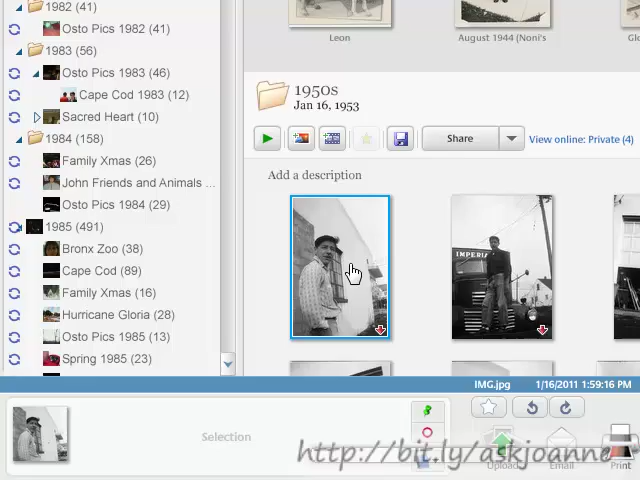 1982 (41)
Osto Pics 1982 (41)
1983 (56)
Osto Pics 1983 (46)
Cape Cod 1983 (12)
Sacred Heart (10)
1984 (158)
Family Xmas (26)
John Friends and Animals ...
Osto Pics 1984 (29)
1985 (491)
Bronx Zoo (38)
Cape Cod (89)
Family Xmas (16)
Hurricane Gloria (28)
Osto Pics 1985 (13)
Spring 1985 (23)
Leon
August 1944 (Noni's
Glo
1950s
Jan 16, 1953
Share
View online: Private (4)
Add a description
IMPERIA
IMG.jpg
1/16/2011 1:59:16 PM
Selection
http://bit.ly/askjoanne
Upload
Email
Print